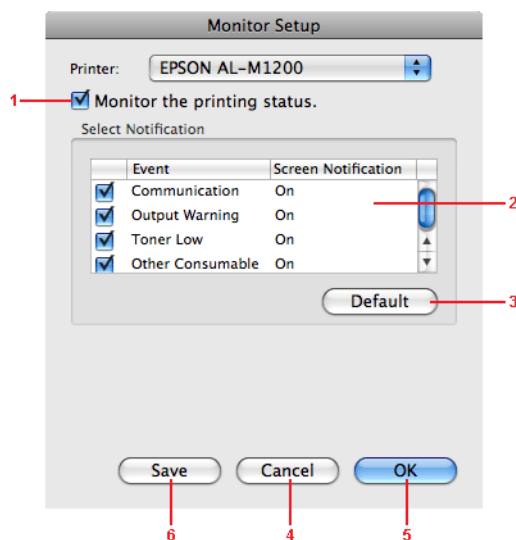 Monitor Setup
Printer: EPSON AL-M1200
1 Monitor the printing status.
Select Notification
Event Screen Notification
Communication On
2
Output Warning On
Toner Low On
Other Consumable On
Default 3
Save Cancel OK
6 4 5